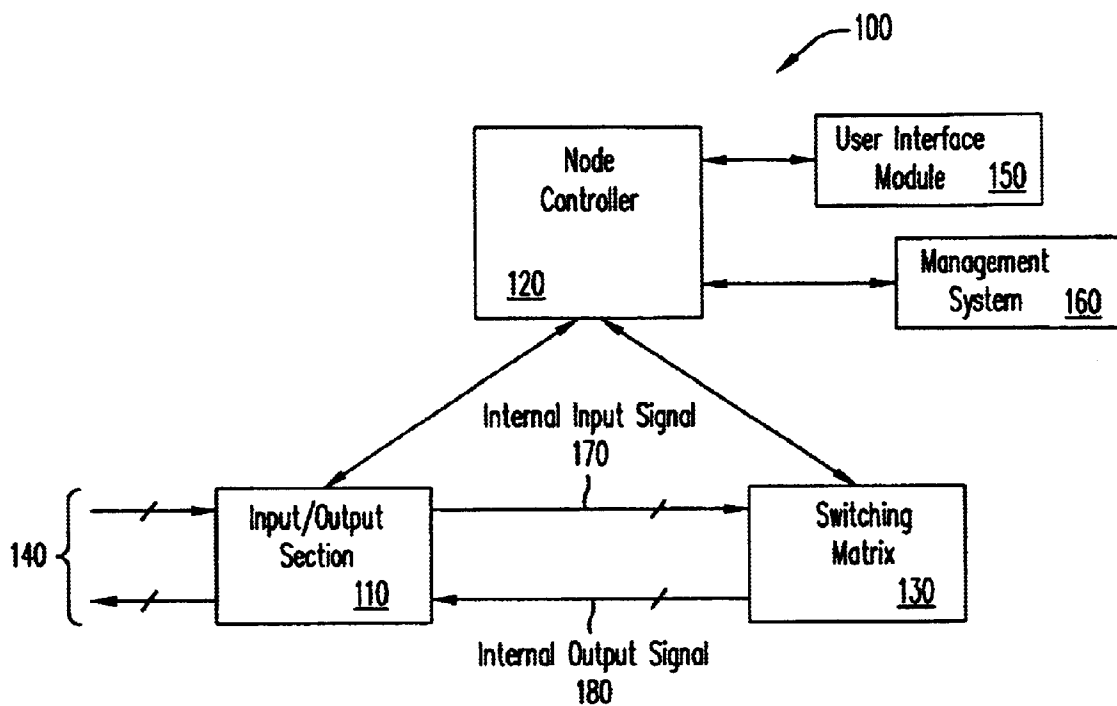 100
Node
Controller
120
User Interface
Module 150
Management
System 160
Internal Input Signal
170
140
Input/Output
Section
110
Switching
Matrix
130
Internal Output Signal
180